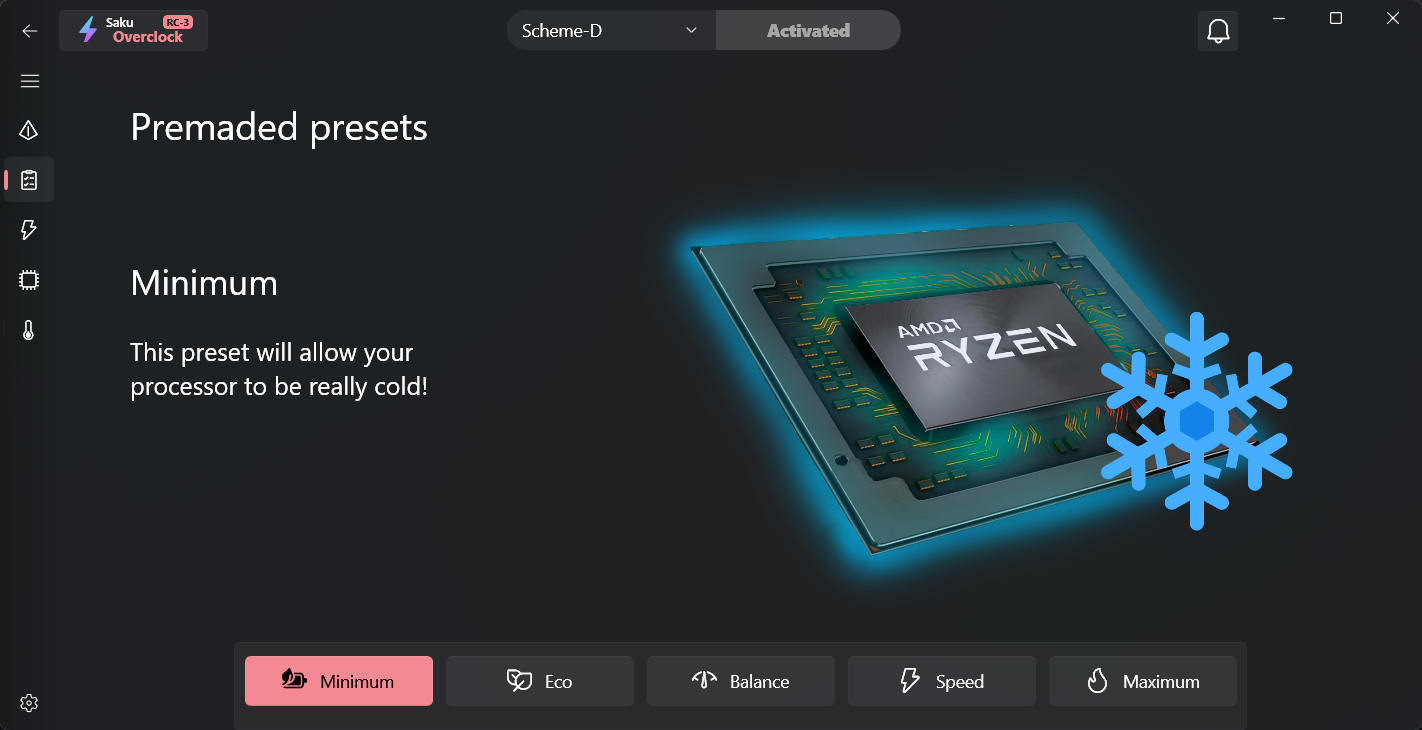 Saku RC-3
Overclock
Scheme-D
Activated
Premaded presets
Minimum
This preset will allow your
processor to be really cold!
AMD
RYZEN
Minimum
Eco
Balance
Speed
Maximum